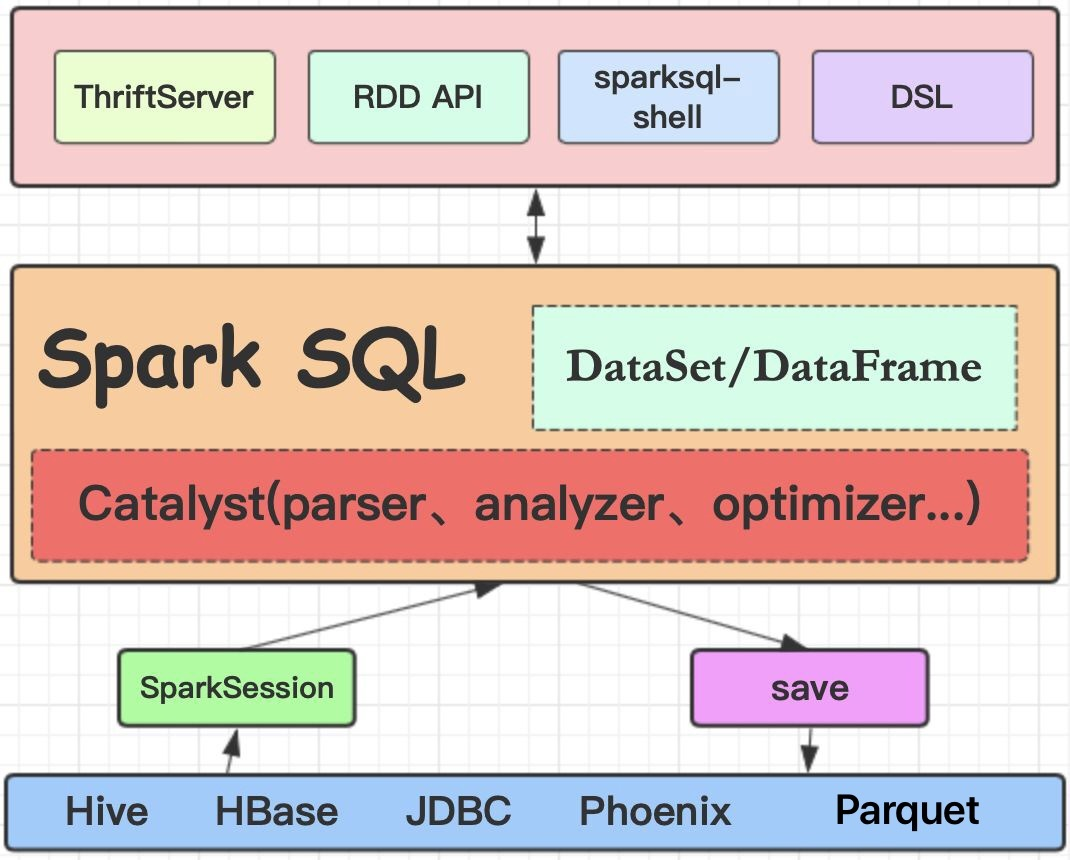 ThriftServer
RDD API
sparksql-
shell
DSL
Spark SQL
DataSet/DataFrame
Catalyst(parser、analyzer、optimizer...)
SparkSession
save
Hive HBase JDBC Phoenix Parquet